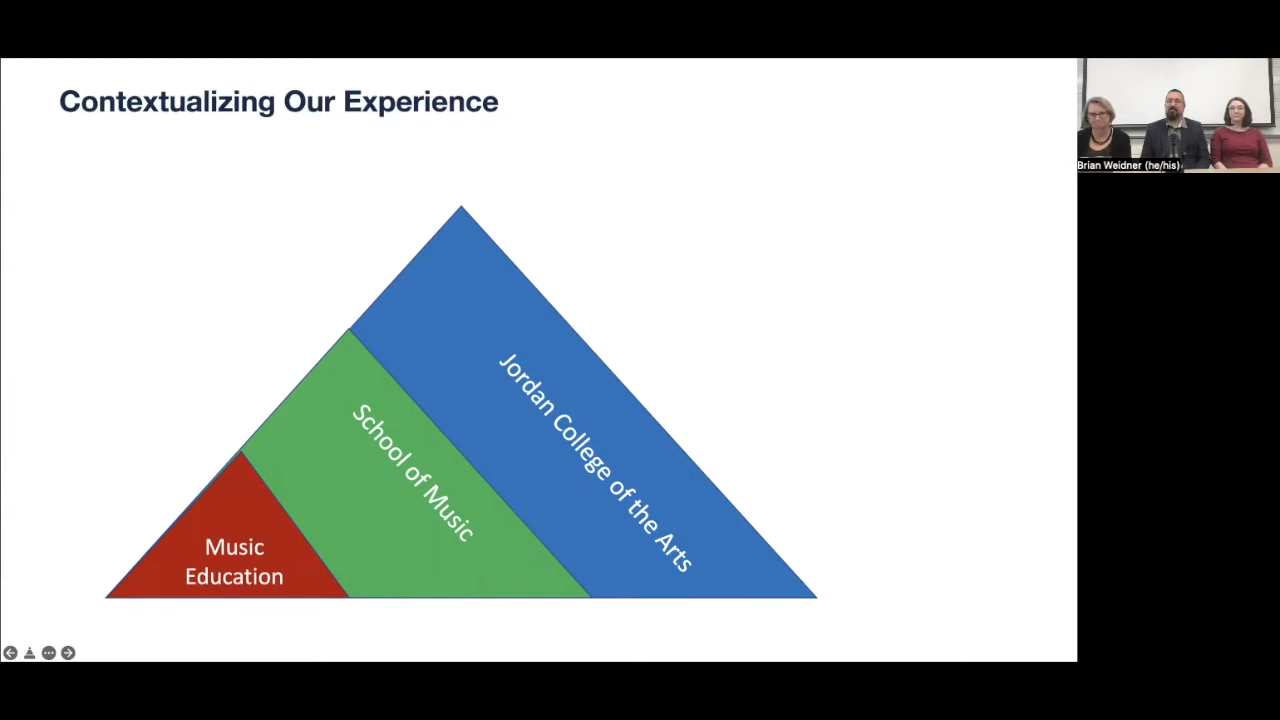 Contextualizing Our Experience
Brian Weidner (he/his)
Jordan College of the Arts
School of Music
Music
Education